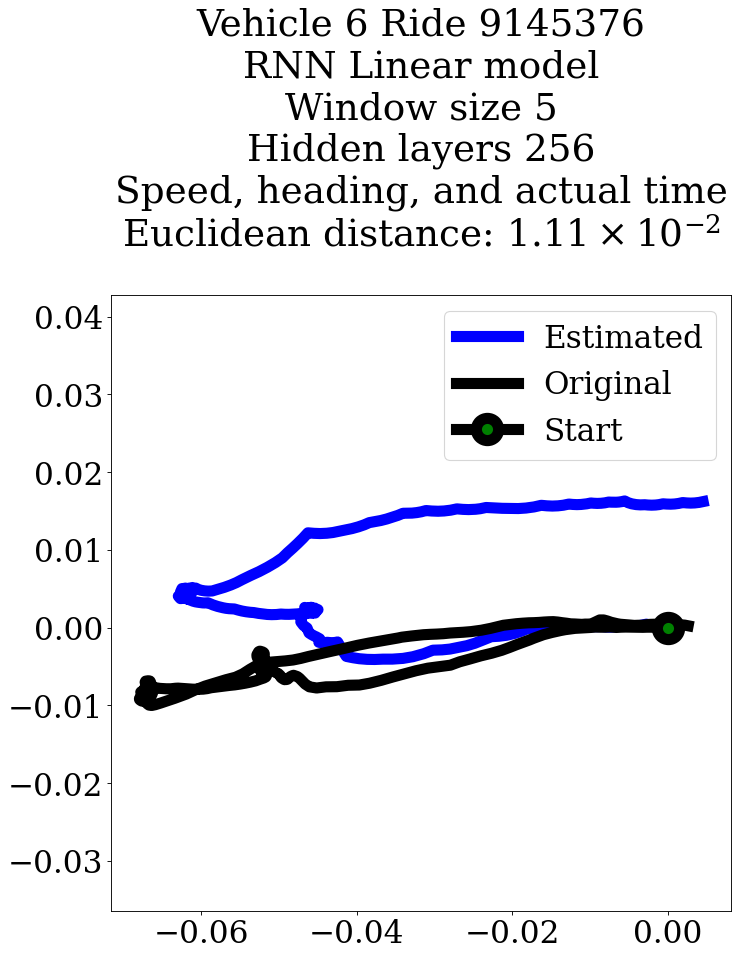 Vehicle 6 Ride 9145376
RNN Linear model
Window size 5
Hidden layers 256
Speed, heading, and actual time
Euclidean distance: 1.11 × 10⁻²
Estimated
Original
Start
0.04
0.03
0.02
0.01
0.00
−0.01
−0.02
−0.03
−0.06 −0.04 −0.02 0.00